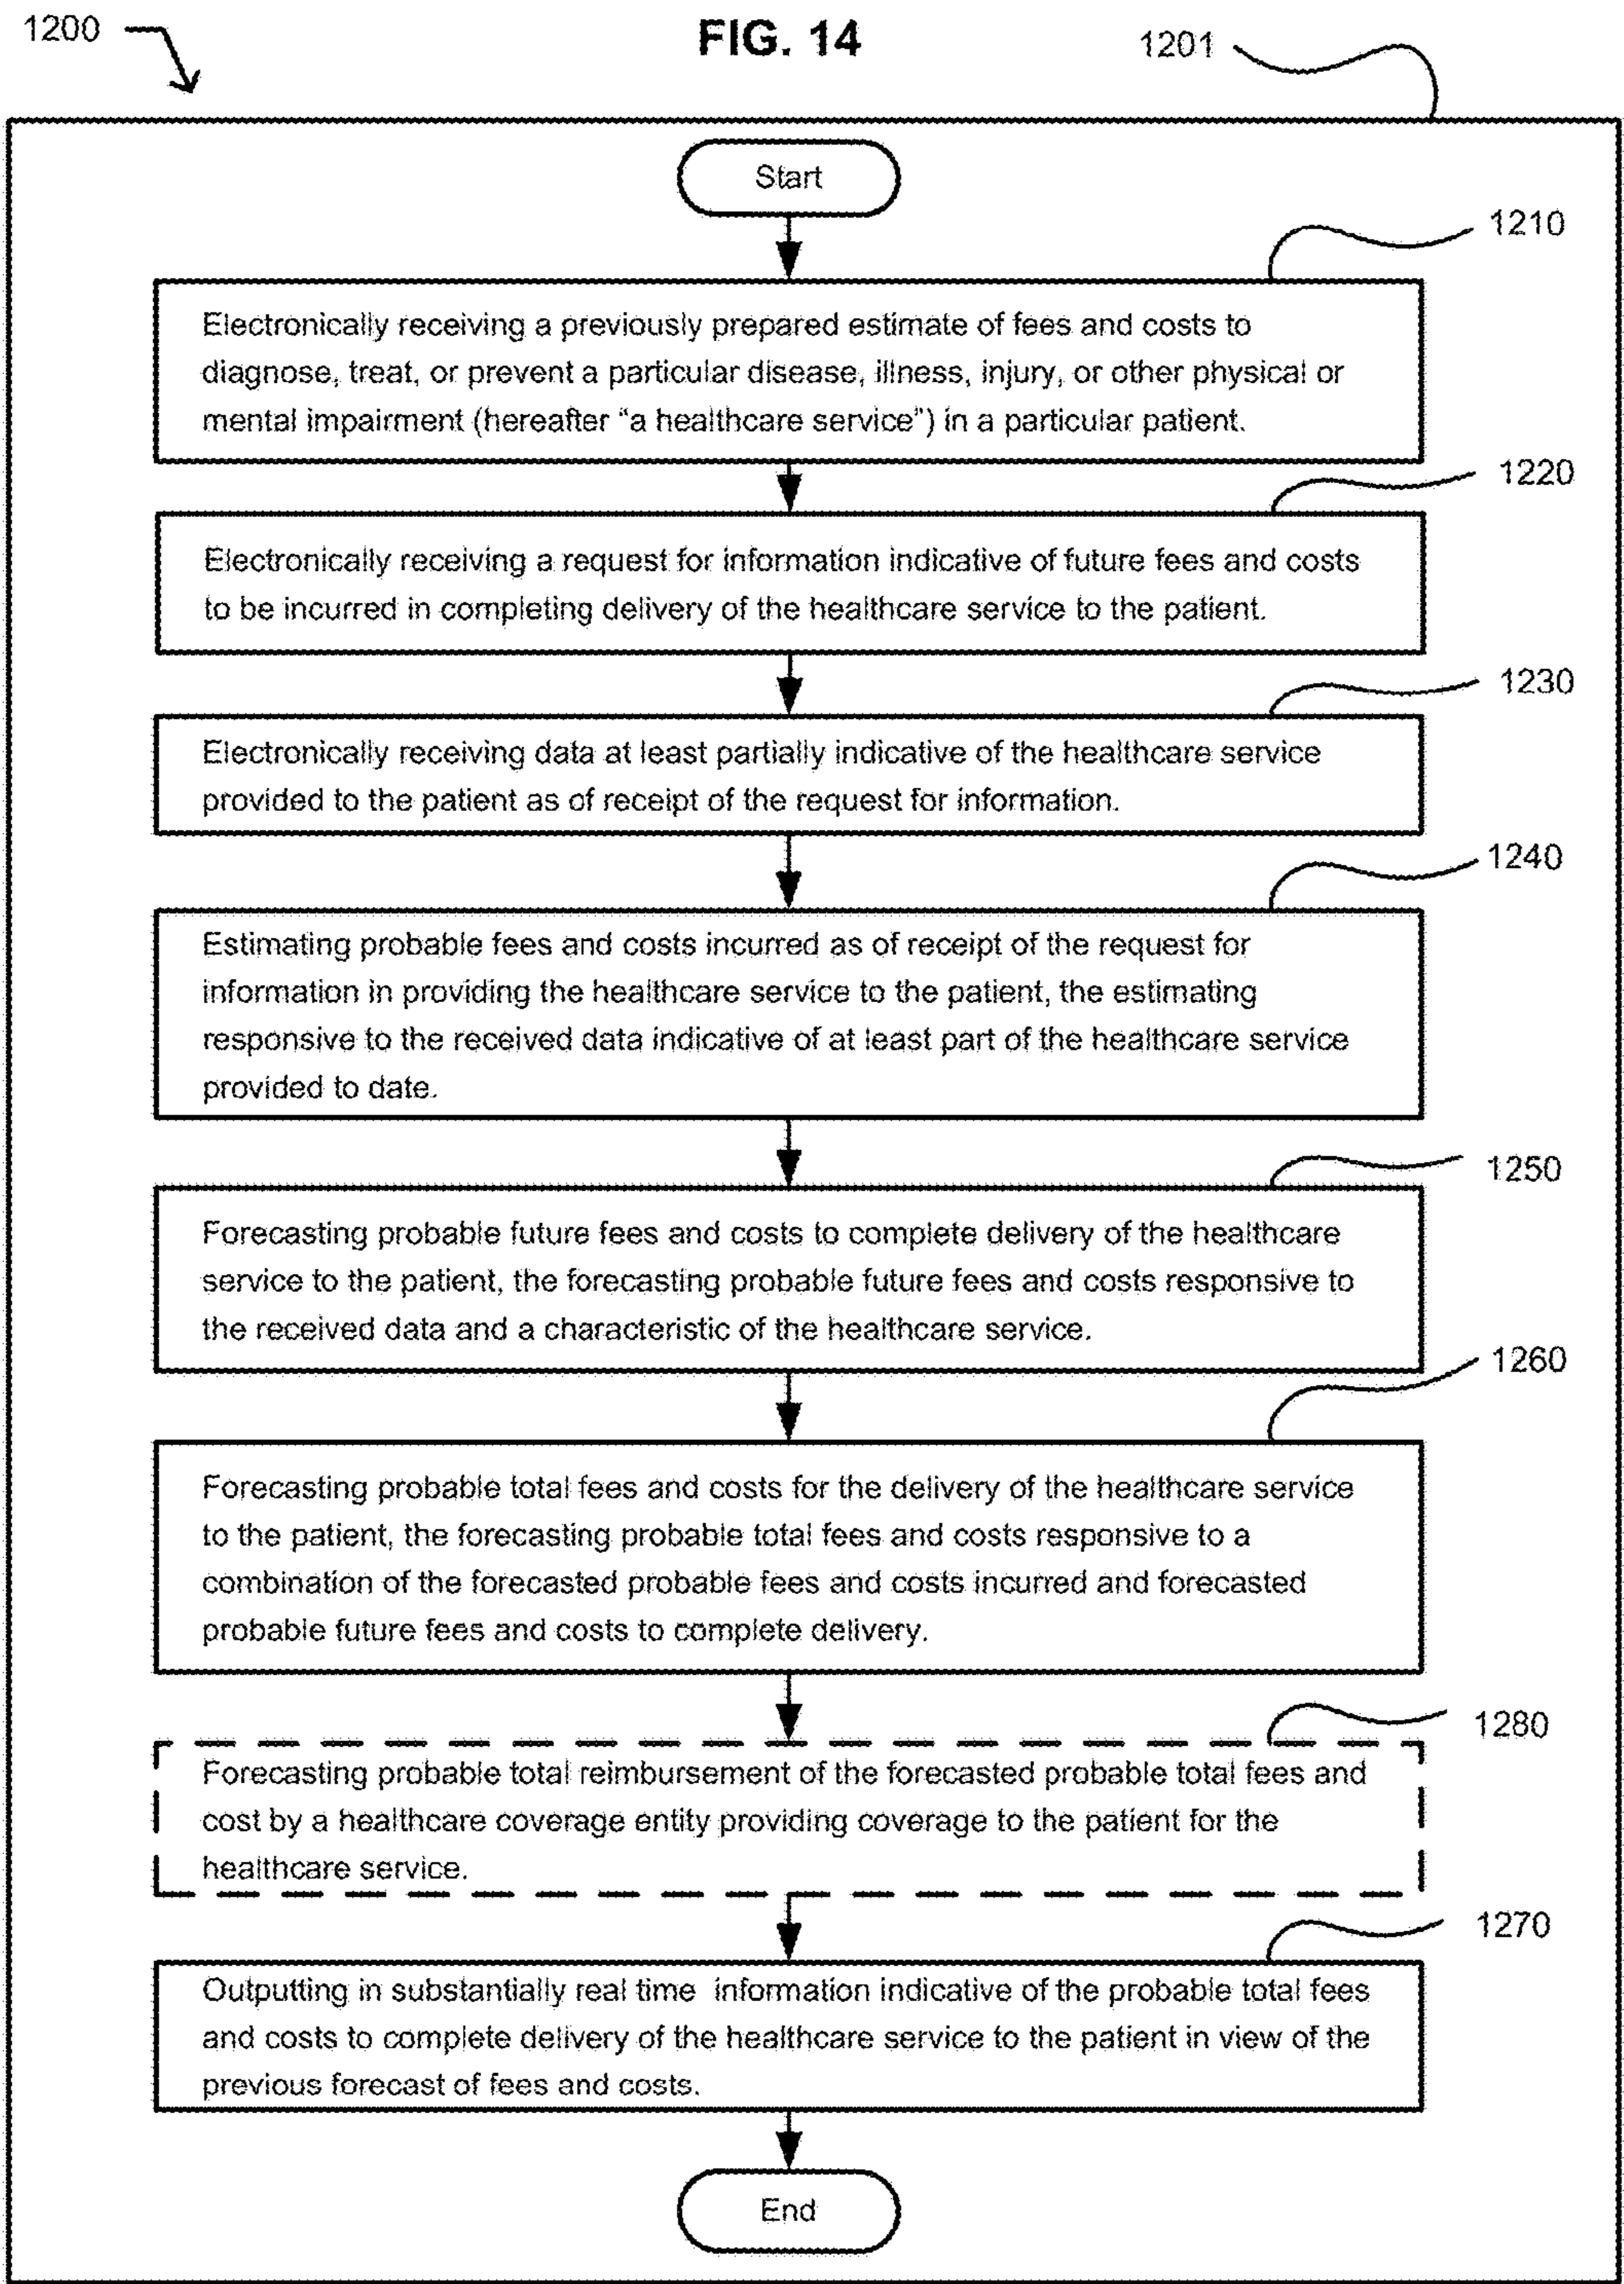 1200
FIG. 14
1201
Start
1210
Electronically receiving a previously prepared estimate of fees and costs to
diagnose, treat, or prevent a particular disease, illness, injury, or other physical or
mental impairment (hereafter “a healthcare service”) in a particular patient.
1220
Electronically receiving a request for information indicative of future fees and costs
to be incurred in completing delivery of the healthcare service to the patient.
1230
Electronically receiving data at least partially indicative of the healthcare service
provided to the patient as of receipt of the request for information.
1240
Estimating probable fees and costs incurred as of receipt of the request for
information in providing the healthcare service to the patient, the estimating
responsive to the received data indicative of at least part of the healthcare service
provided to date.
1250
Forecasting probable future fees and costs to complete delivery of the healthcare
service to the patient, the forecasting probable future fees and costs responsive to
the received data and a characteristic of the healthcare service.
1260
Forecasting probable total fees and costs for the delivery of the healthcare service
to the patient, the forecasting probable total fees and costs responsive to a
combination of the forecasted probable fees and costs incurred and forecasted
probable future fees and costs to complete delivery.
1280
Forecasting probable total reimbursement of the forecasted probable total fees and
cost by a healthcare coverage entity providing coverage to the patient for the
healthcare service.
1270
Outputting in substantially real time information indicative of the probable total fees
and costs to complete delivery of the healthcare service to the patient in view of the
previous forecast of fees and costs.
End